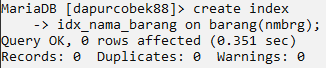 MariaDB [dapurcobek88]> create index
    -> idx_nama_barang on barang(nmbrg);
Query OK, 0 rows affected (0.351 sec)
Records: 0  Duplicates: 0  Warnings: 0